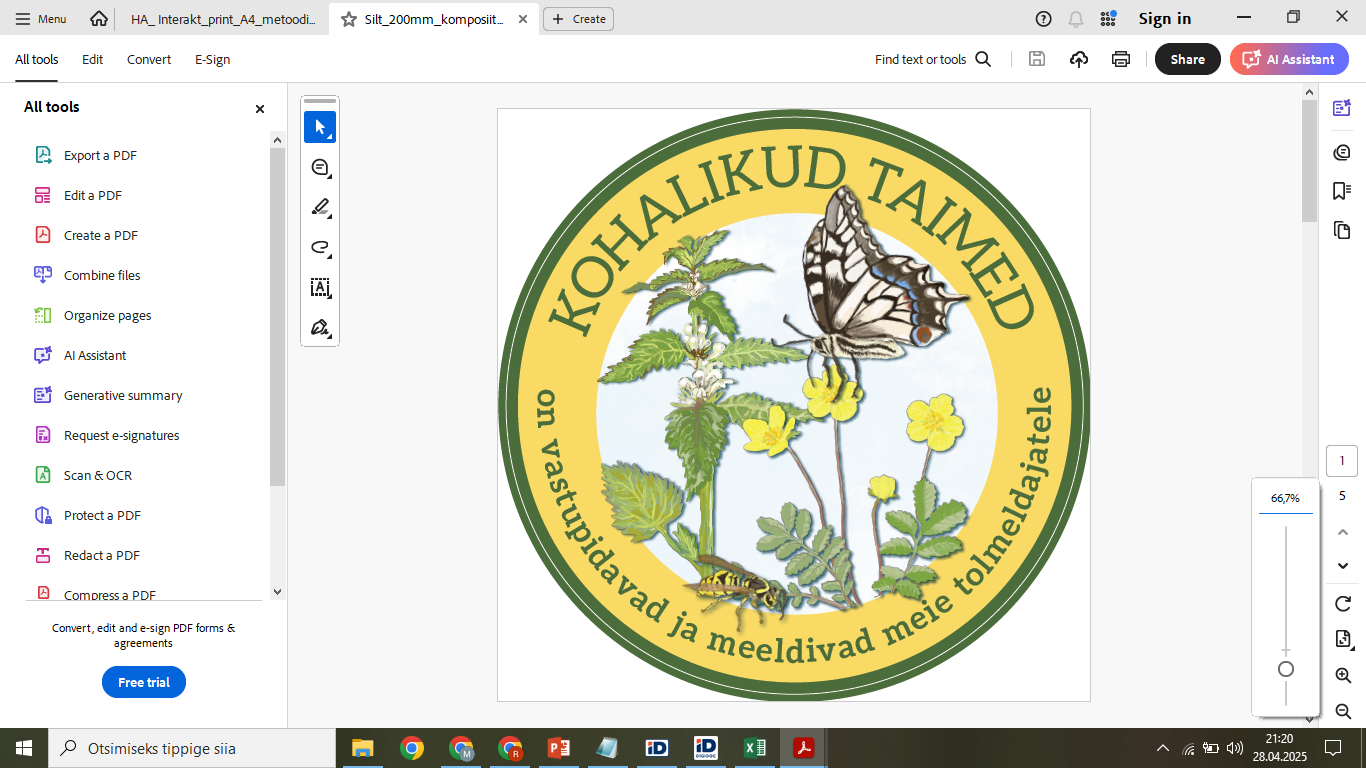 Menu
HA_ Interakt_print_A4_metoodi...
Silt_200mm_komposiit...
Create
Sign in
All tools
Edit
Convert
E-Sign
Find text or tools
Share
AI Assistant
All tools
Export a PDF
Edit a PDF
Create a PDF
Combine files
Organize pages
AI Assistant
Generative summary
Request e-signatures
Scan & OCR
Protect a PDF
Redact a PDF
Compress a PDF
Convert, edit and e-sign PDF forms &
agreements
Free trial
KOHALIKUD TAIMED
on vastupidavad ja meeldivad meie tolmeldajatele
1
5
66,7%
Otsimiseks tippige siia
M
R
iD
iD
DIGIDOC
21:20
28.04.2025